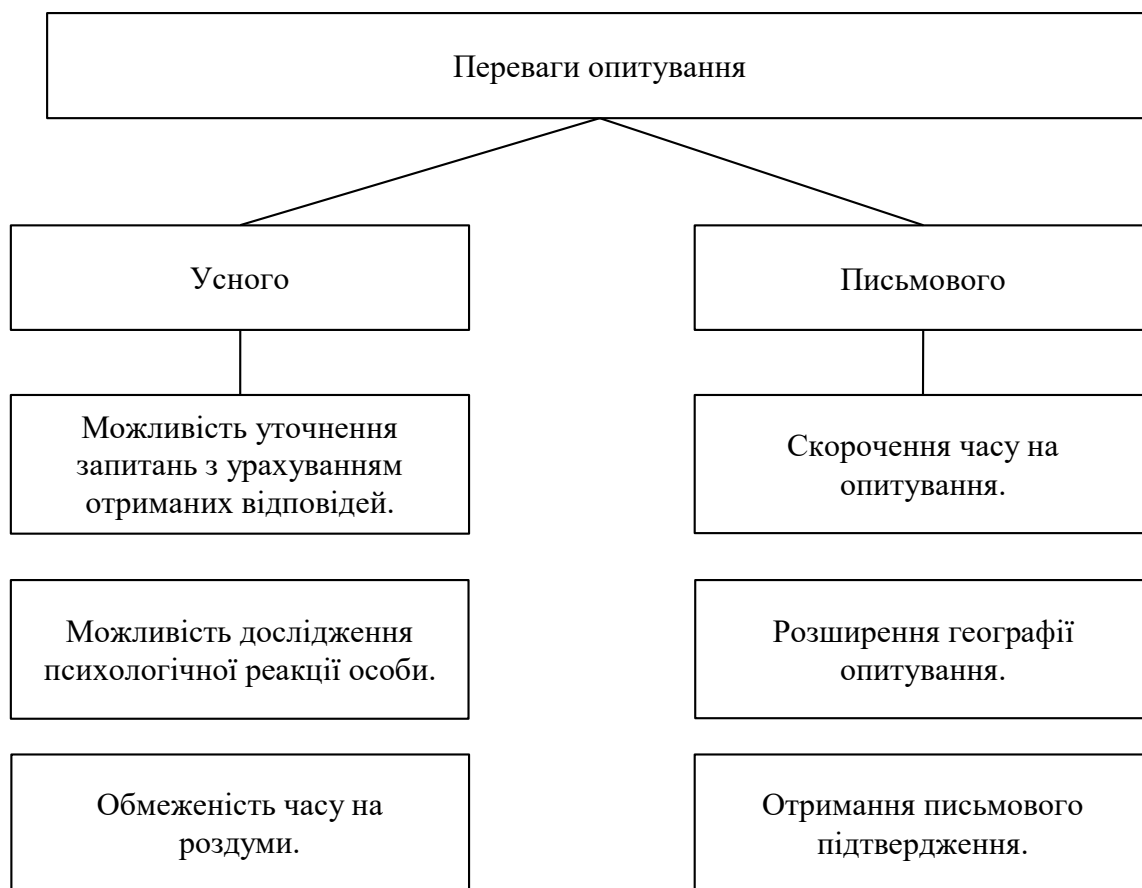 Переваги опитування
Усного
Письмового
Можливість уточнення
запитань з урахуванням
отриманих відповідей.
Скорочення часу на
опитування.
Можливість дослідження
психологічної реакції особи.
Розширення географії
опитування.
Обмеженість часу на
роздуми.
Отримання письмового
підтвердження.